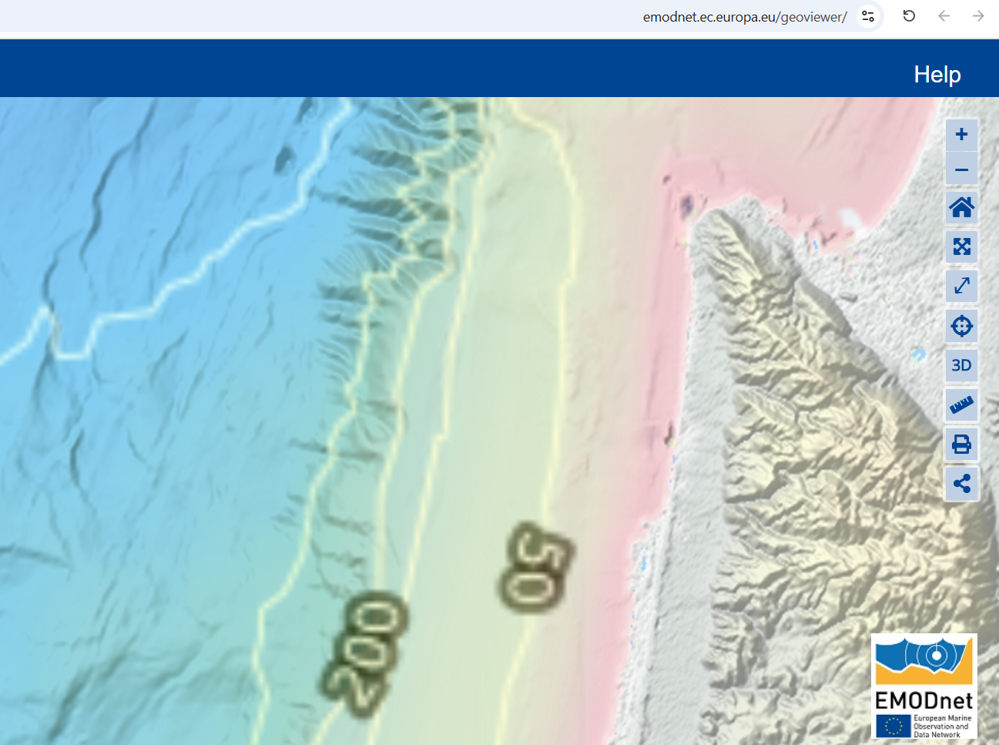 emodnet.ec.europa.eu/geoviewer/
Help
+
−
3D
50
200
EMODnet
European Marine
Observation and
Data Network